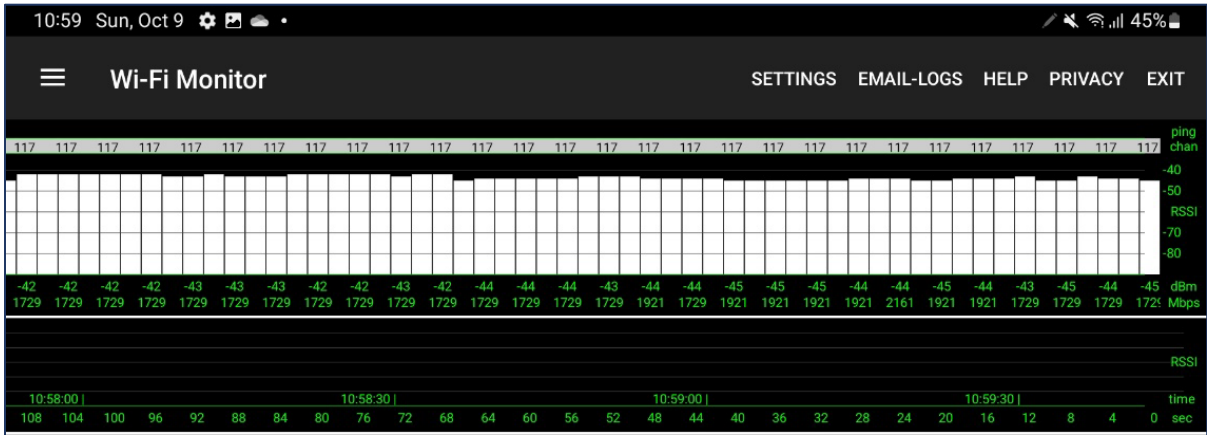 10:59 Sun, Oct 9 45%
Wi-Fi Monitor SETTINGS EMAIL-LOGS HELP PRIVACY EXIT
ping
117 117 117 117 117 117 117 117 117 117 117 117 117 117 117 117 117 117 117 117 117 117 117 117 117 117 117 117 chan
-40
-50
RSSI
-70
-80
-42 -42 -42 -42 -43 -43 -43 -42 -42 -43 -42 -44 -44 -44 -43 -44 -44 -45 -45 -45 -44 -44 -45 -44 -43 -45 -44 -45 dBm
1729 1729 1729 1729 1729 1729 1729 1729 1729 1729 1729 1729 1729 1729 1729 1921 1729 1921 1921 1921 1921 2161 1921 1921 1729 1729 1729 1729 Mbps
RSSI
10:58:00 10:58:30 10:59:00 10:59:30 time
108 104 100 96 92 88 84 80 76 72 68 64 60 56 52 48 44 40 36 32 28 24 20 16 12 8 4 0 sec